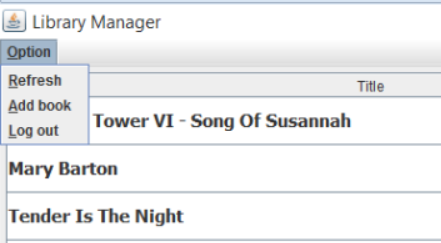 Library Manager
Option
Refresh
Add book
Log out
Title
Tower VI - Song Of Susannah
Mary Barton
Tender Is The Night